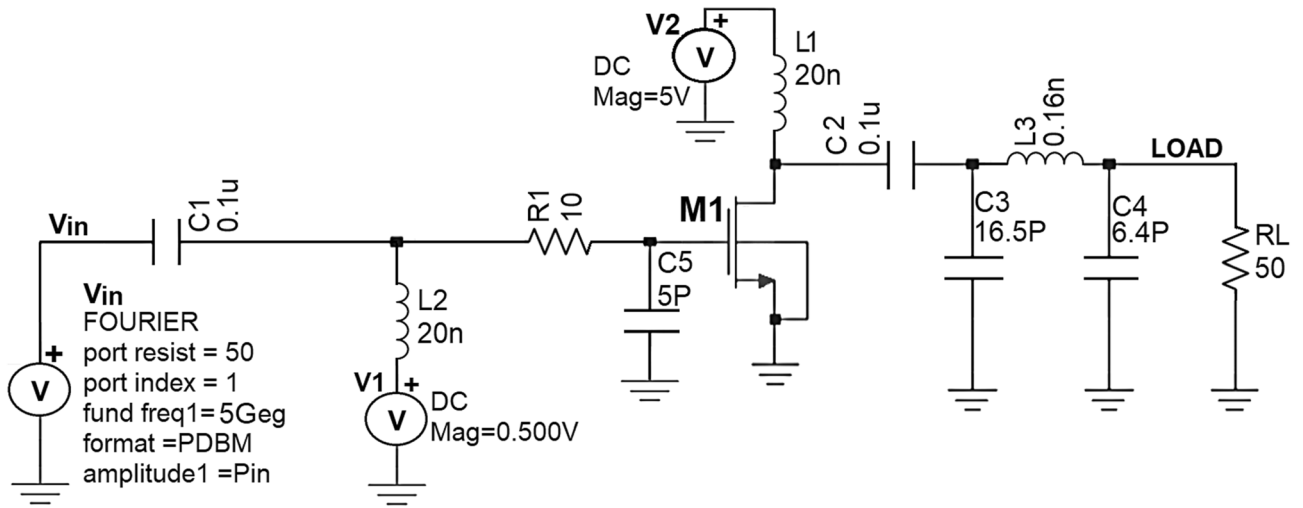 V2
+
V
DC
Mag=5V
L1
20n
C2
0.1u
L3
0.16n
LOAD
C1
0.1u
R1
10
M1
C3
16.5P
C4
6.4P
RL
50
Vin
C5
5P
Vin
FOURIER
port resist = 50
port index = 1
fund freq1=5Geg
format =PDBM
amplitude1 =Pin
+
V
L2
20n
V1
+
V
DC
Mag=0.500V